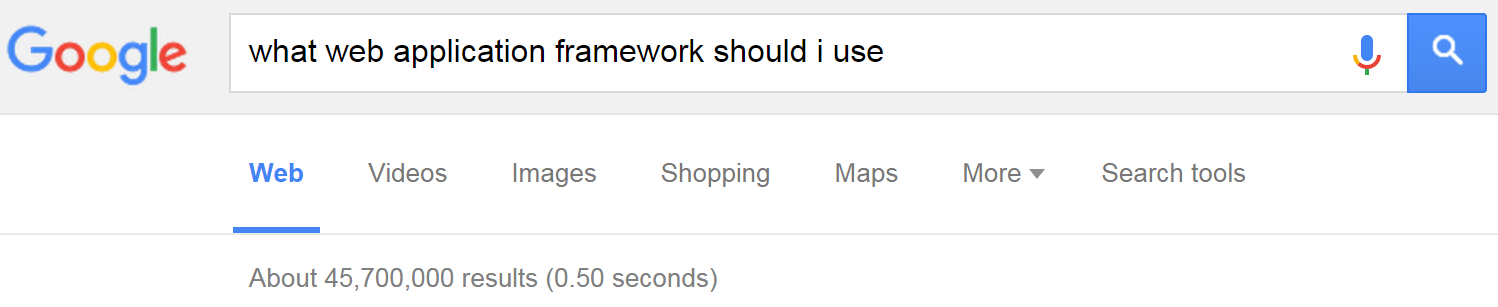 Google what web application framework should i use
Web Videos Images Shopping Maps More Search tools
About 45,700,000 results (0.50 seconds)